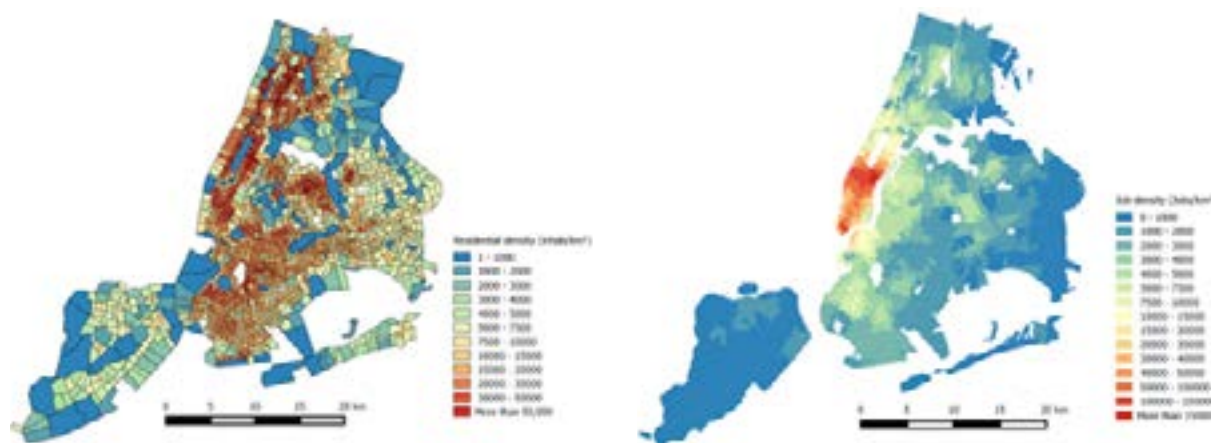 Residential density (inhab/km²)
1 - 1000
1000 - 2000
2000 - 3000
3000 - 4000
4000 - 5000
5000 - 7500
7500 - 10000
10000 - 15000
15000 - 20000
20000 - 30000
30000 - 50000
More than 50,000
0 5 10 15 20 km
Job density (Jobs/km²
0 - 1000
1000 - 2000
2000 - 3000
3000 - 4000
4000 - 5000
5000 - 7500
7500 - 10000
10000 - 15000
15000 - 20000
20000 - 30000
30000 - 40000
40000 - 50000
50000 - 100000
100000 - 150000
More than
0 5 10 15 20 km